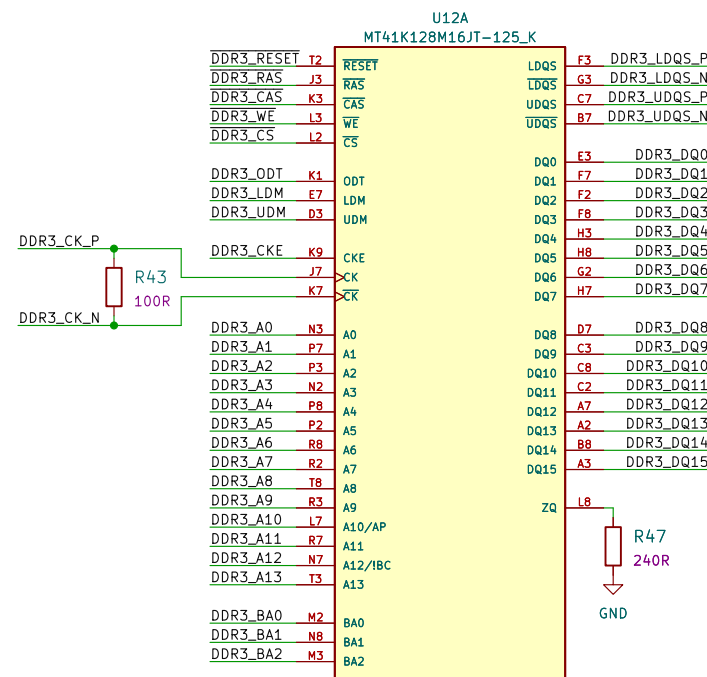 U12A
MT41K128M16JT-125_K
DDR3_RESET T2 RESET LDQS F3 DDR3_LDQS_P
DDR3_RAS J3 RAS LDQS G3 DDR3_LDQS_N
DDR3_CAS K3 CAS UDQS C7 DDR3_UDQS_P
DDR3_WE L3 WE UDQS B7 DDR3_UDQS_N
DDR3_CS L2 CS
DQ0 E3 DDR3_DQ0
DDR3_ODT K1 ODT DQ1 F7 DDR3_DQ1
DDR3_LDM E7 LDM DQ2 F2 DDR3_DQ2
DDR3_UDM D3 UDM DQ3 F8 DDR3_DQ3
DDR3_CK_P DQ4 H3 DDR3_DQ4
DDR3_CKE K9 CKE DQ5 H8 DDR3_DQ5
R43 J7 CK DQ6 G2 DDR3_DQ6
100R K7 CK DQ7 H7 DDR3_DQ7
DDR3_CK_N
DDR3_A0 N3 A0 DQ8 D7 DDR3_DQ8
DDR3_A1 P7 A1 DQ9 C3 DDR3_DQ9
DDR3_A2 P3 A2 DQ10 C8 DDR3_DQ10
DDR3_A3 N2 A3 DQ11 C2 DDR3_DQ11
DDR3_A4 P8 A4 DQ12 A7 DDR3_DQ12
DDR3_A5 P2 A5 DQ13 A2 DDR3_DQ13
DDR3_A6 R8 A6 DQ14 B8 DDR3_DQ14
DDR3_A7 R2 A7 DQ15 A3 DDR3_DQ15
DDR3_A8 T8 A8
DDR3_A9 R3 A9 ZQ L8
DDR3_A10 L7 A10/AP R47
DDR3_A11 R7 A11
DDR3_A12 N7 A12/!BC 240R
DDR3_A13 T3 A13
GND
DDR3_BA0 M2 BA0
DDR3_BA1 N8 BA1
DDR3_BA2 M3 BA2